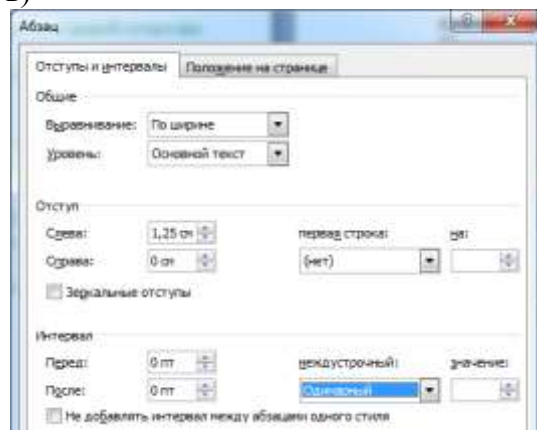 Абзац
Отступы и интервалы Положение на странице
Общие
Выравнивание: По ширине
Уровень: Основной текст
Отступ
Слева: 1,25 см первая строка: на:
Справа: 0 см (нет)
Зеркальные отступы
Интервал
Перед: 0 пт междустрочный: значение:
После: 0 пт Одинарный
Не добавлять интервал между абзацами одного стиля